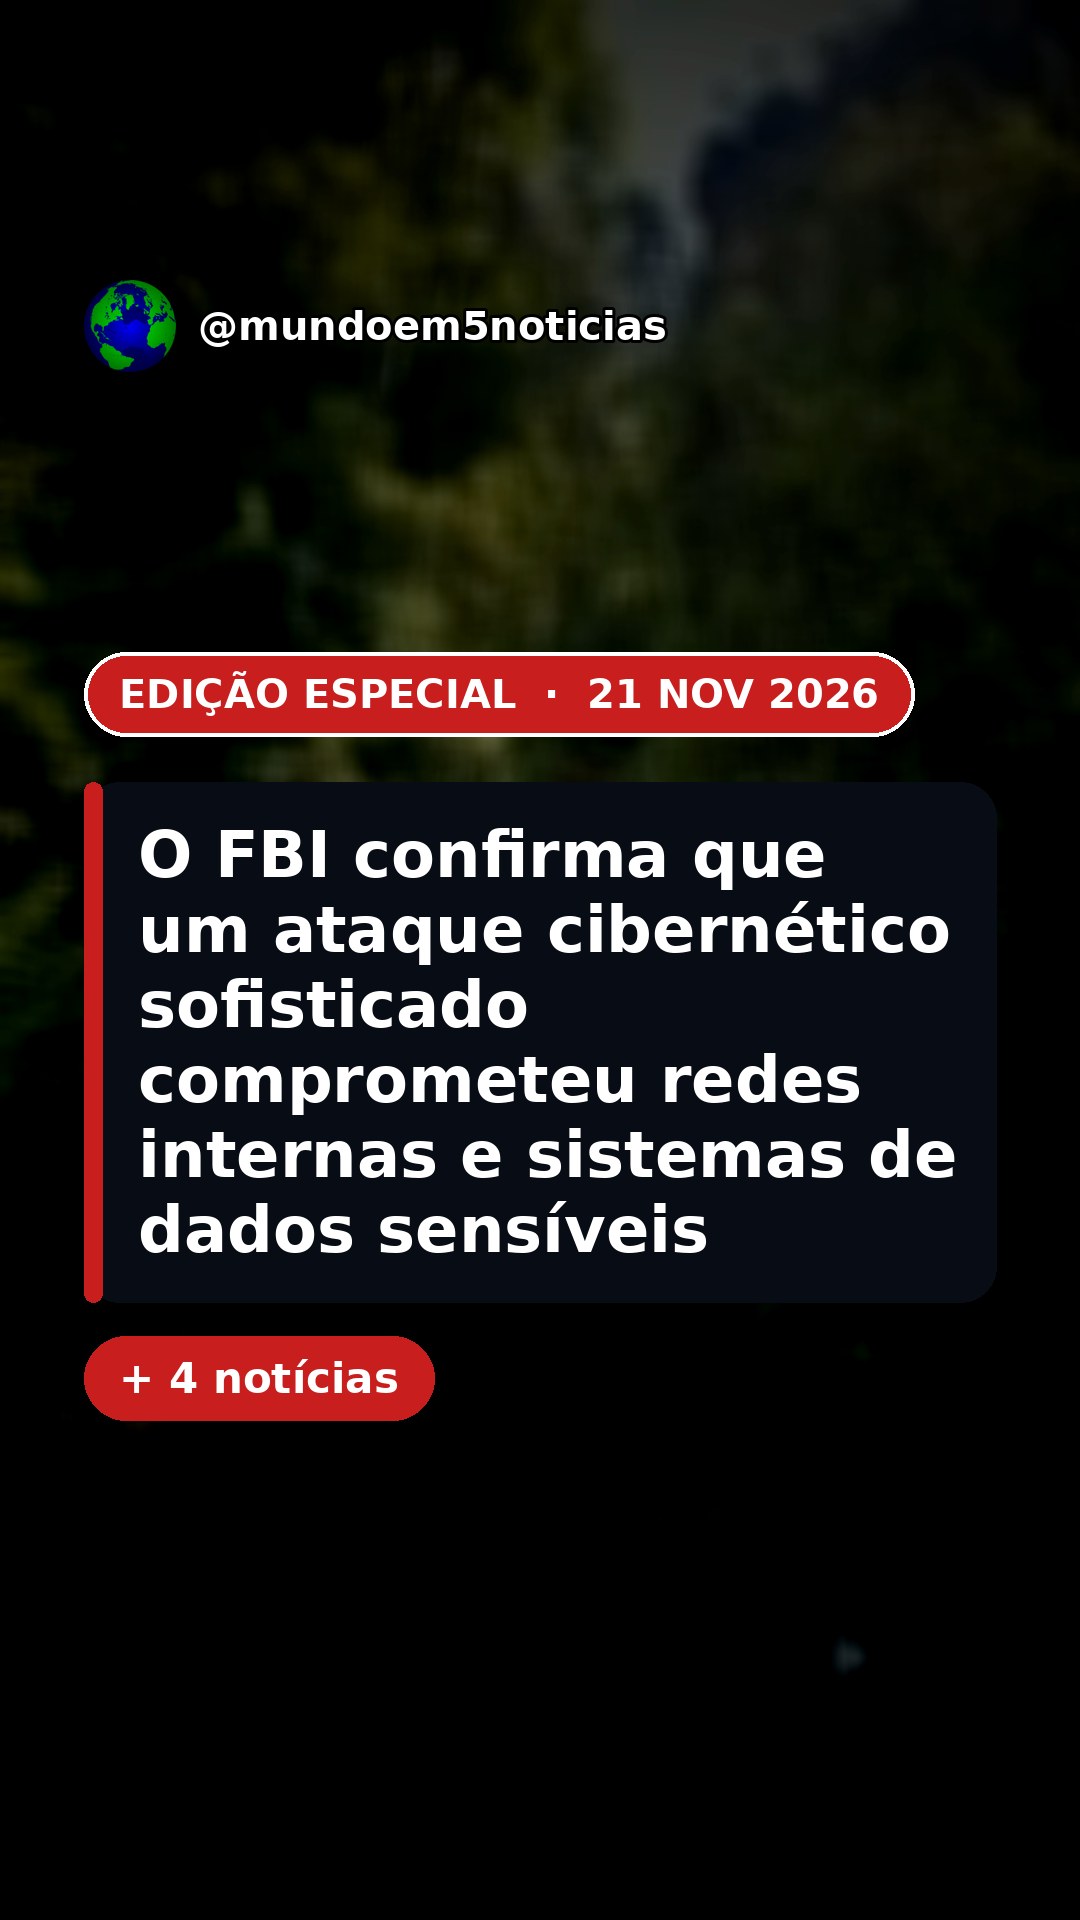 @mundoem5noticias
EDIÇÃO ESPECIAL · 21 NOV 2026
O FBI confirma que
um ataque cibernético
sofisticado
comprometeu redes
internas e sistemas de
dados sensíveis
+ 4 notícias